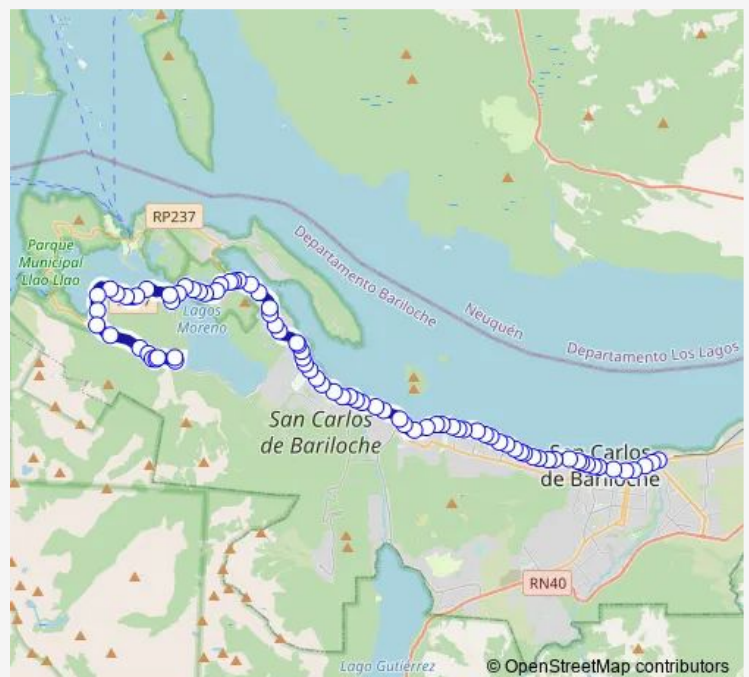 RP237
Parque
Municipal
Llao Llao
Departamento Bariloche
Neuquén
Departamento Los Lagos
Lagos
Moreno
San Carlos
de Bariloche
San Carlos
de Bariloche
RN40
Lago Gutiérrez
© OpenStreetMap contributors